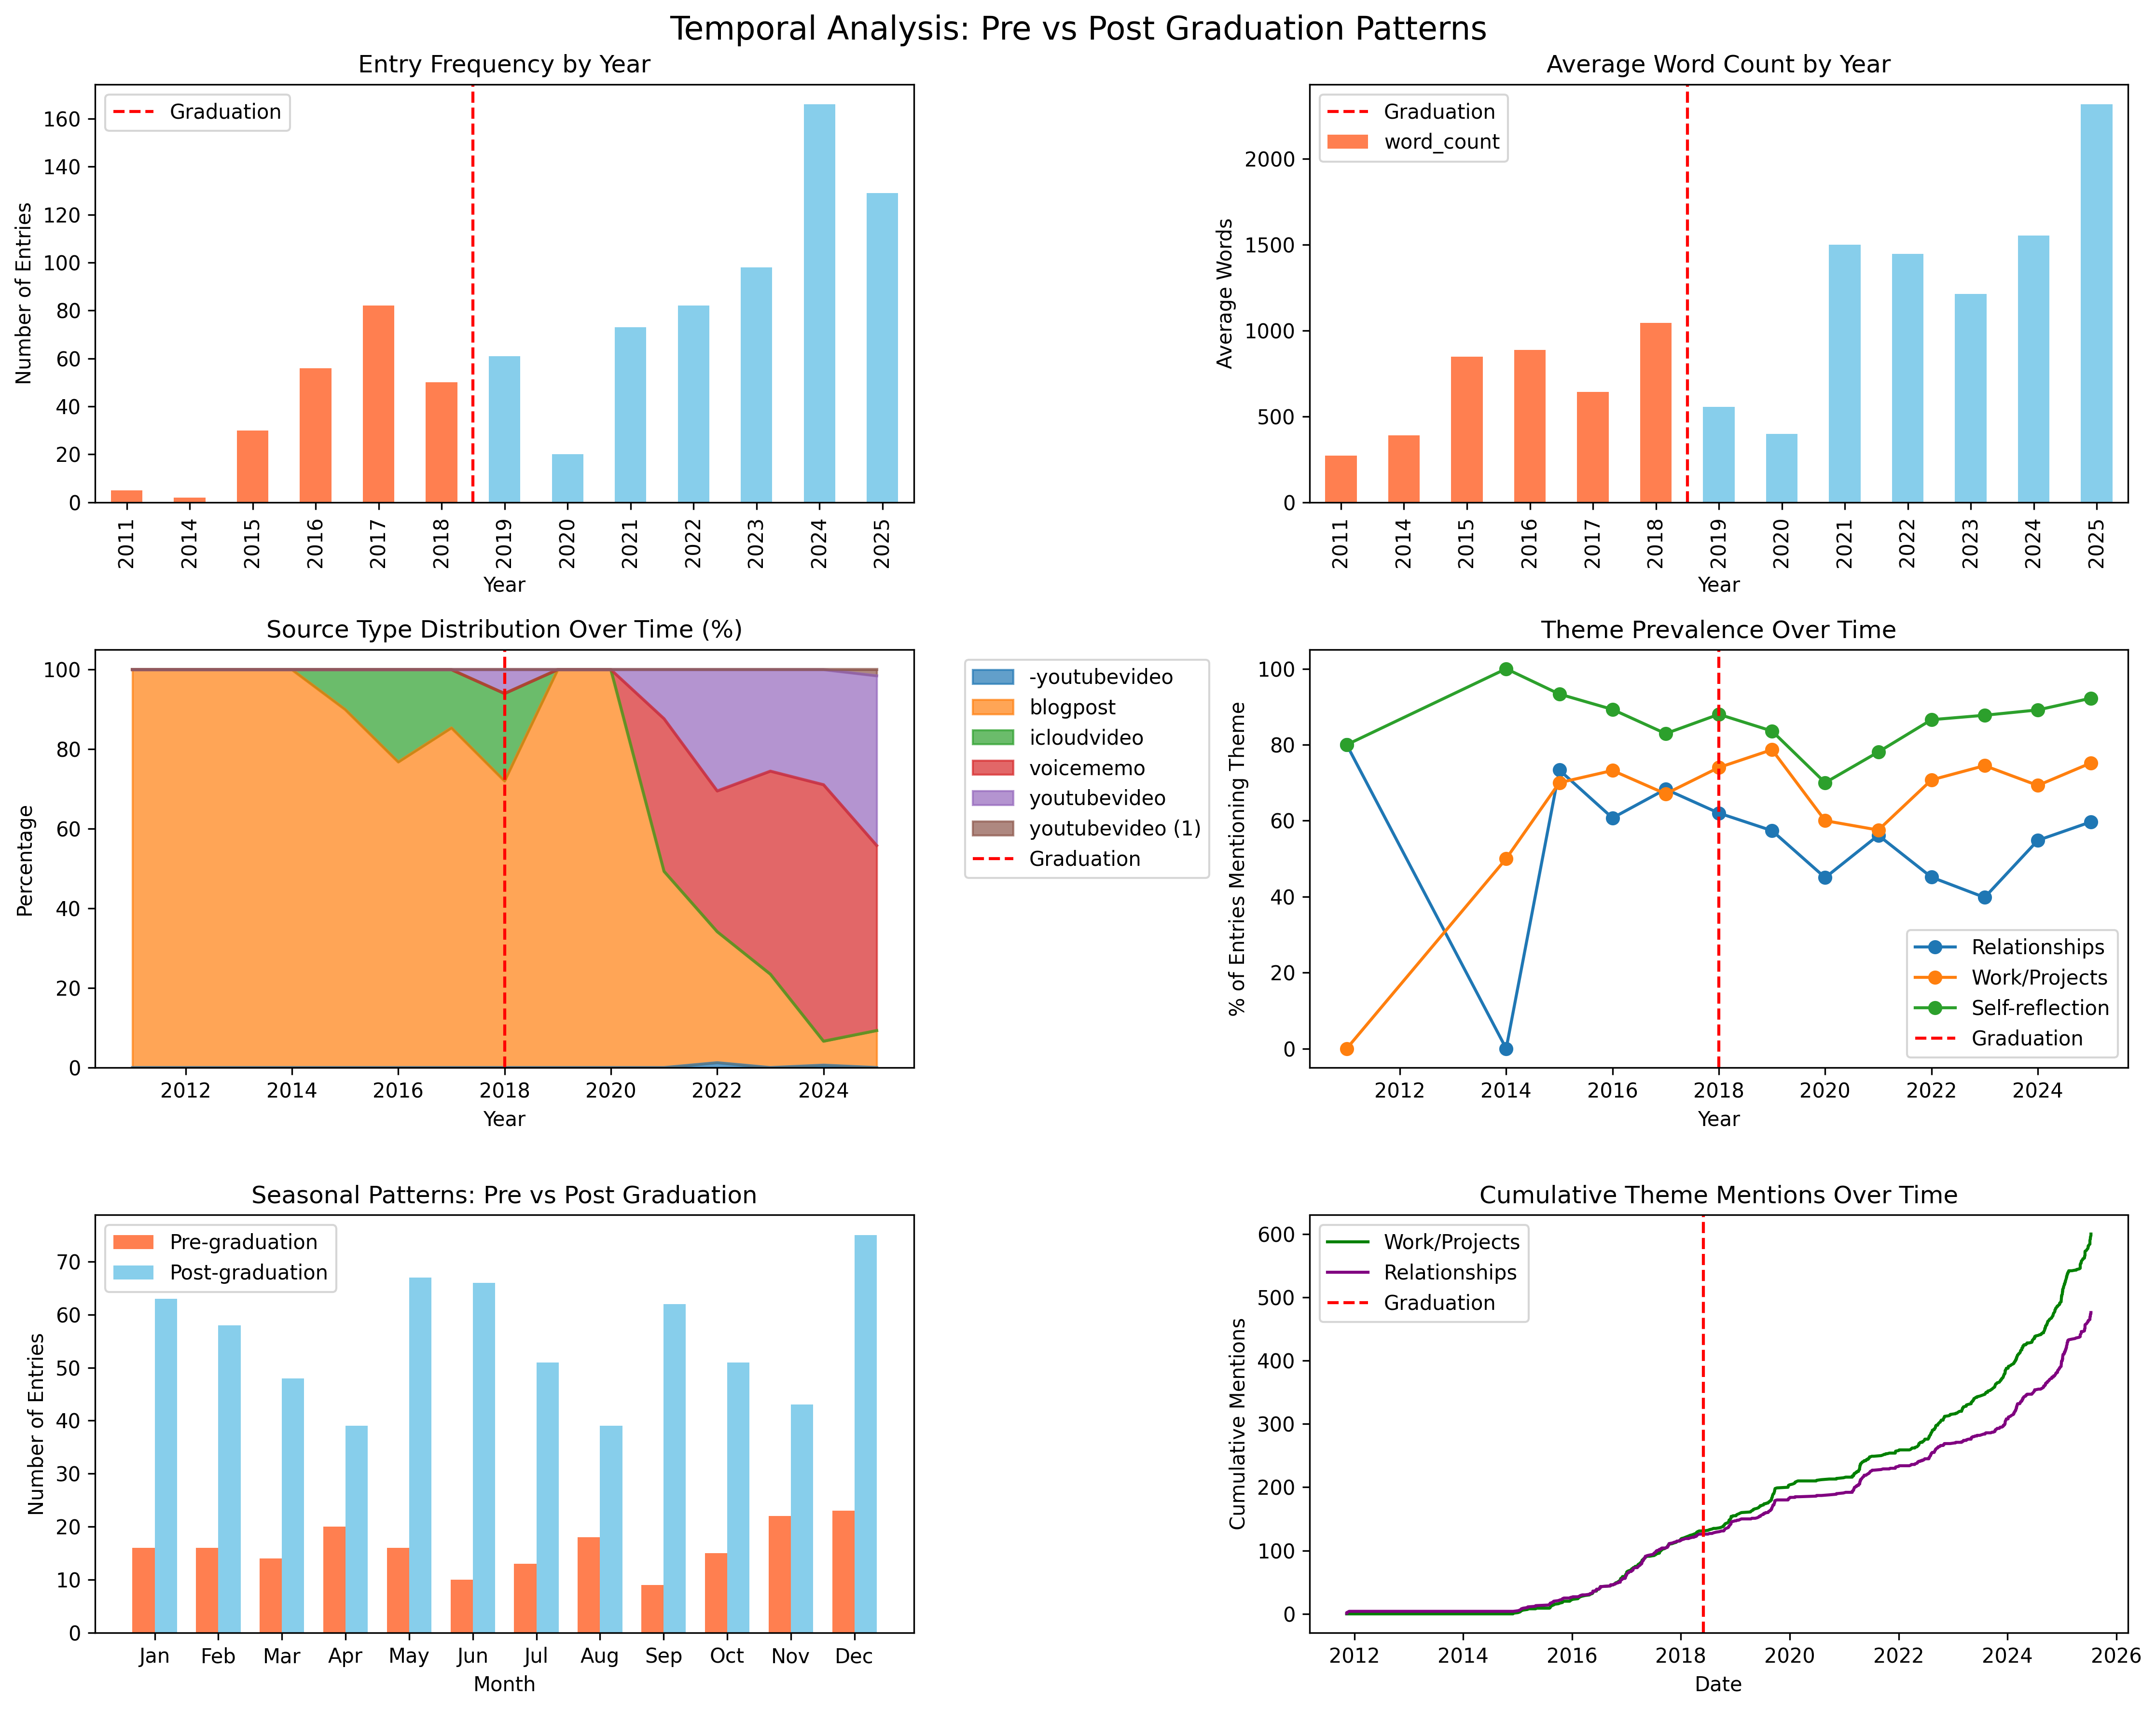 Temporal Analysis: Pre vs Post Graduation Patterns
Entry Frequency by Year
Graduation
Number of Entries
160
140
120
100
80
60
40
20
0
2011
2014
2015
2016
2017
2018
2019
2020
2021
2022
2023
2024
2025
Year
Average Word Count by Year
Graduation
word_count
Average Words
2000
1500
1000
500
0
2011
2014
2015
2016
2017
2018
2019
2020
2021
2022
2023
2024
2025
Year
Source Type Distribution Over Time (%)
Percentage
100
80
60
40
20
0
2012
2014
2016
2018
2020
2022
2024
Year
-youtubevideo
blogpost
icloudvideo
voicememo
youtubevideo
youtubevideo (1)
Graduation
Theme Prevalence Over Time
% of Entries Mentioning Theme
100
80
60
40
20
0
Relationships
Work/Projects
Self-reflection
Graduation
2012
2014
2016
2018
2020
2022
2024
Year
Seasonal Patterns: Pre vs Post Graduation
Pre-graduation
Post-graduation
Number of Entries
70
60
50
40
30
20
10
0
Jan
Feb
Mar
Apr
May
Jun
Jul
Aug
Sep
Oct
Nov
Dec
Month
Cumulative Theme Mentions Over Time
Work/Projects
Relationships
Graduation
Cumulative Mentions
600
500
400
300
200
100
0
2012
2014
2016
2018
2020
2022
2024
2026
Date